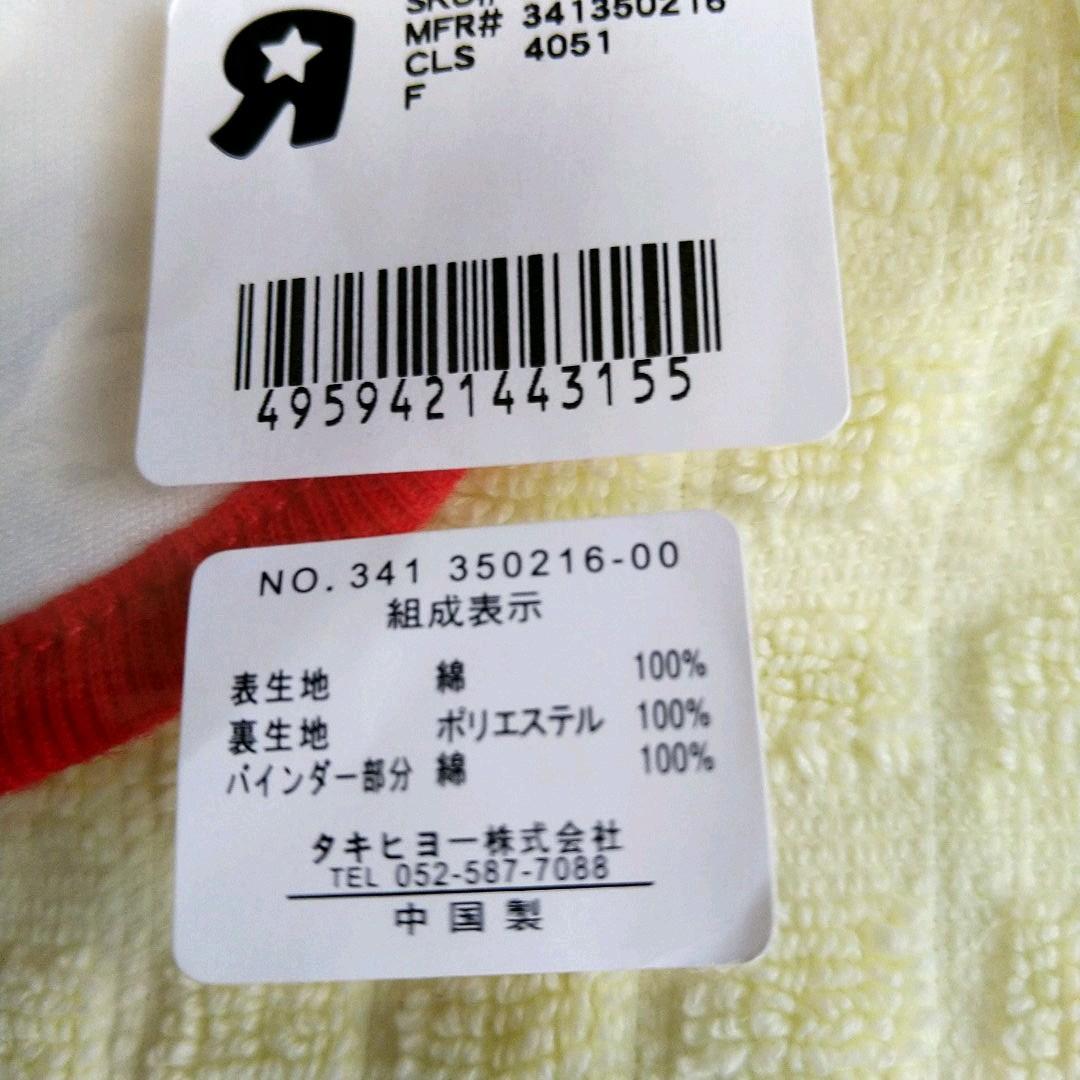 MFR# 341350216
CLS 4051
F
4959421443155
NO.341 350216-00
組成表示
表生地 綿 100%
裏生地 ポリエステル 100%
バインダー部分 綿 100%
タキヒヨー株式会社
TEL 052-587-7088
中国製